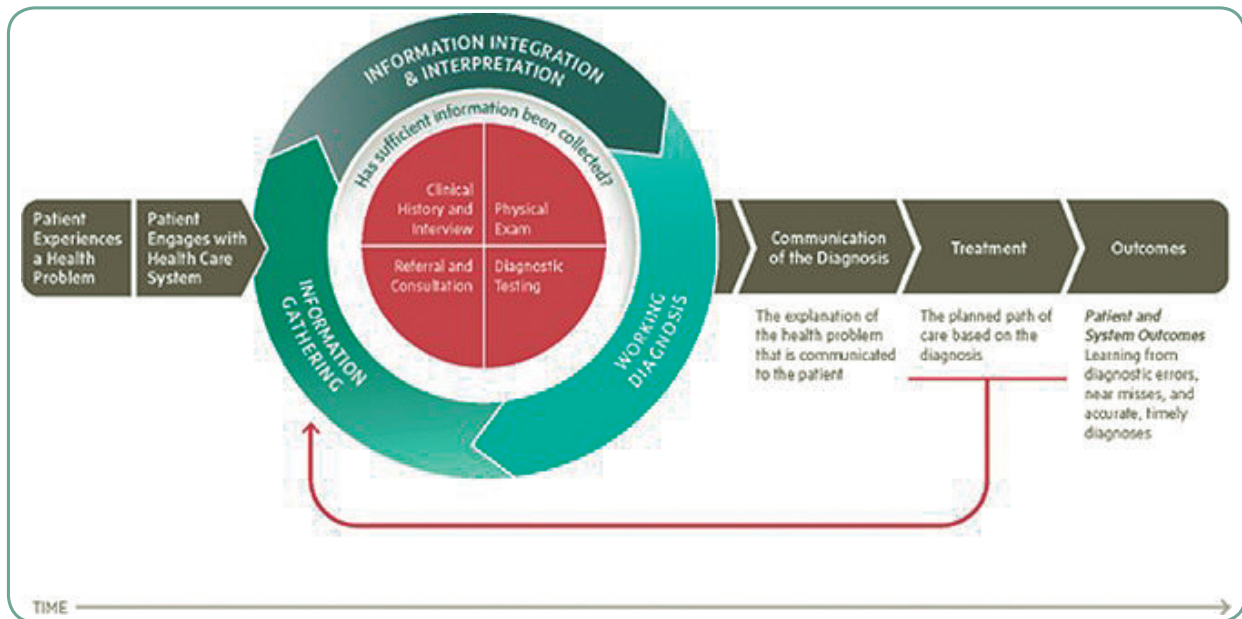 INFORMATION INTEGRATION
& INTERPRETATION
Has sufficient information been collected?
Clinical
History and
Interview
Physical
Exam
Referral and
Consultation
Diagnostic
Testing
INFORMATION
GATHERING
WORKING
DIAGNOSIS
Patient
Experiences
a Health
Problem
Patient
Engages with
Health Care
System
Communication
of the Diagnosis
The explanation of
the health problem
that is communicated
to the patient
Treatment
The planned path of
care based on the
diagnosis
Outcomes
Patient and
System Outcomes
Learning from
diagnostic errors,
near misses, and
accurate, timely
diagnoses
TIME